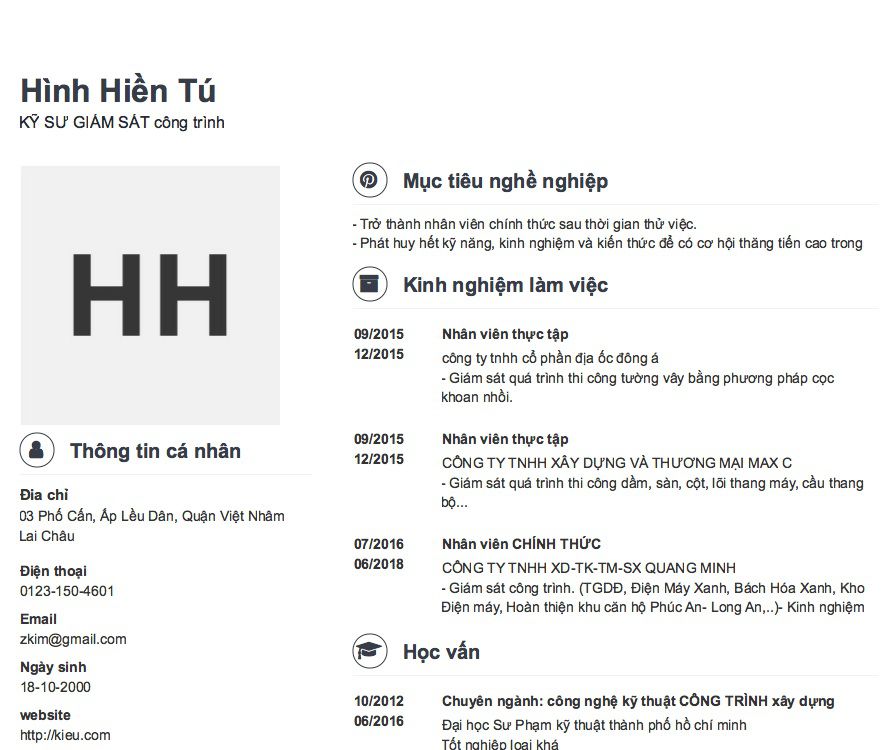 Hình Hiền Tú
KỸ SƯ GIÁM SÁT công trình
HH
Thông tin cá nhân
Đia chỉ
03 Phố Cấn, Ấp Lều Dân, Quận Việt Nhâm
Lai Châu
Điện thoại
0123-150-4601
Email
zkim@gmail.com
Ngày sinh
18-10-2000
website
http://kieu.com
Mục tiêu nghề nghiệp
- Trở thành nhân viên chính thức sau thời gian thử việc.
- Phát huy hết kỹ năng, kinh nghiệm và kiến thức để có cơ hội thăng tiến cao trong
Kinh nghiệm làm việc
09/2015 Nhân viên thực tập
12/2015 công ty tnhh cổ phần địa ốc đông á
- Giám sát quá trình thi công tường vây bằng phương pháp cọc
khoan nhồi.
09/2015 Nhân viên thực tập
12/2015 CÔNG TY TNHH XÂY DỰNG VÀ THƯƠNG MẠI MAX C
- Giám sát quá trình thi công dầm, sàn, cột, lõi thang máy, cầu thang
bộ...
07/2016 Nhân viên CHÍNH THỨC
06/2018 CÔNG TY TNHH XD-TK-TM-SX QUANG MINH
- Giám sát công trình. (TGDĐ, Điện Máy Xanh, Bách Hóa Xanh, Kho
Điện máy, Hoàn thiện khu căn hộ Phúc An- Long An,..)- Kinh nghiệm
Học vấn
10/2012 Chuyên ngành: công nghệ kỹ thuật CÔNG TRÌNH xây dựng
06/2016 Đại học Sư Phạm kỹ thuật thành phố hồ chí minh
Tốt nghiệp loại khá